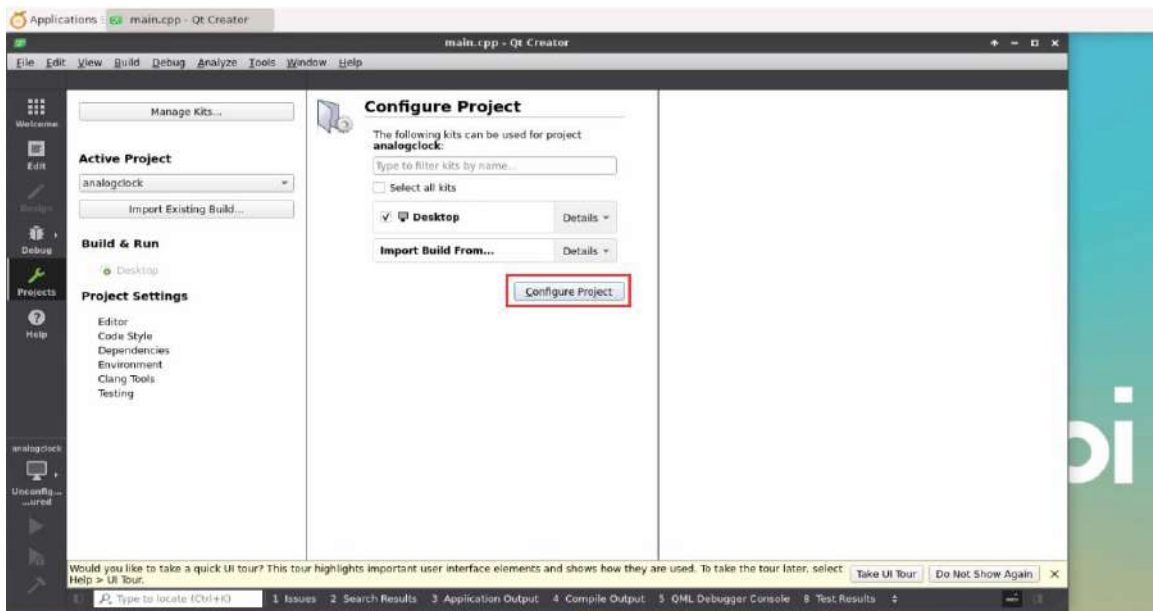 Applications : main.cpp - Qt Creator
main.cpp - Qt Creator
File Edit View Build Debug Analyze Tools Window Help
Welcome
Edit
Design
Debug
Projects
Help
Manage Kits...
Active Project
analogclock
Import Existing Build...
Build & Run
Desktop
Project Settings
Editor
Code Style
Dependencies
Environment
Clang Tools
Testing
Configure Project
The following kits can be used for project
analogclock:
Type to filter kits by name...
Select all kits
Desktop Details
Import Build From... Details
Configure Project
analogclock
Unconfig...
...ured
pi
Would you like to take a quick UI tour? This tour highlights important user interface elements and shows how they are used. To take the tour later, select
Help > UI Tour.
Take UI Tour Do Not Show Again
Type to locate (Ctrl+K) 1 Issues 2 Search Results 3 Application Output 4 Compile Output 5 QML Debugger Console 8 Test Results